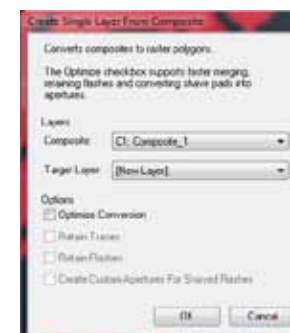 Create Single Layer From Composite
Converts composites to raster polygons.
The Optimize checkbox supports faster merging,
retaining flashes and converting shave pads into
apertures.
Layers
Composite C1: Composite_1
Target Layer [New Layer]
Options
Optimize Conversion
Retain Traces
Retain Flashes
Create Custom Apertures For Shaved Flashes
OK Cancel